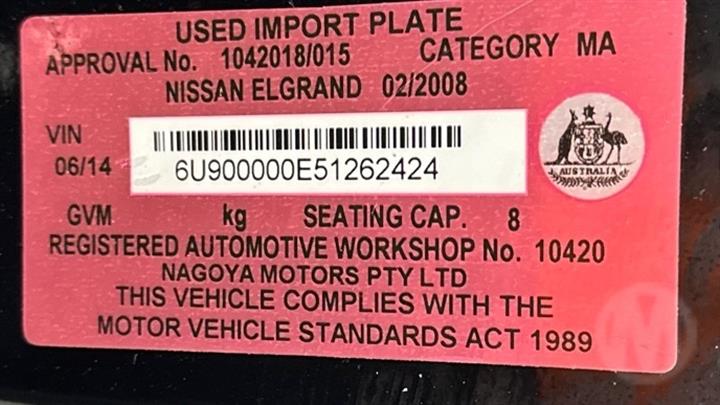 USED IMPORT PLATE
APPROVAL No. 1042018/015 CATEGORY MA
NISSAN ELGRAND 02/2008
VIN
06/14 6U900000E51262424
AUSTRALIA
GVM kg SEATING CAP. 8
REGISTERED AUTOMOTIVE WORKSHOP No. 10420
NAGOYA MOTORS PTY LTD
THIS VEHICLE COMPLIES WITH THE
MOTOR VEHICLE STANDARDS ACT 1989
M